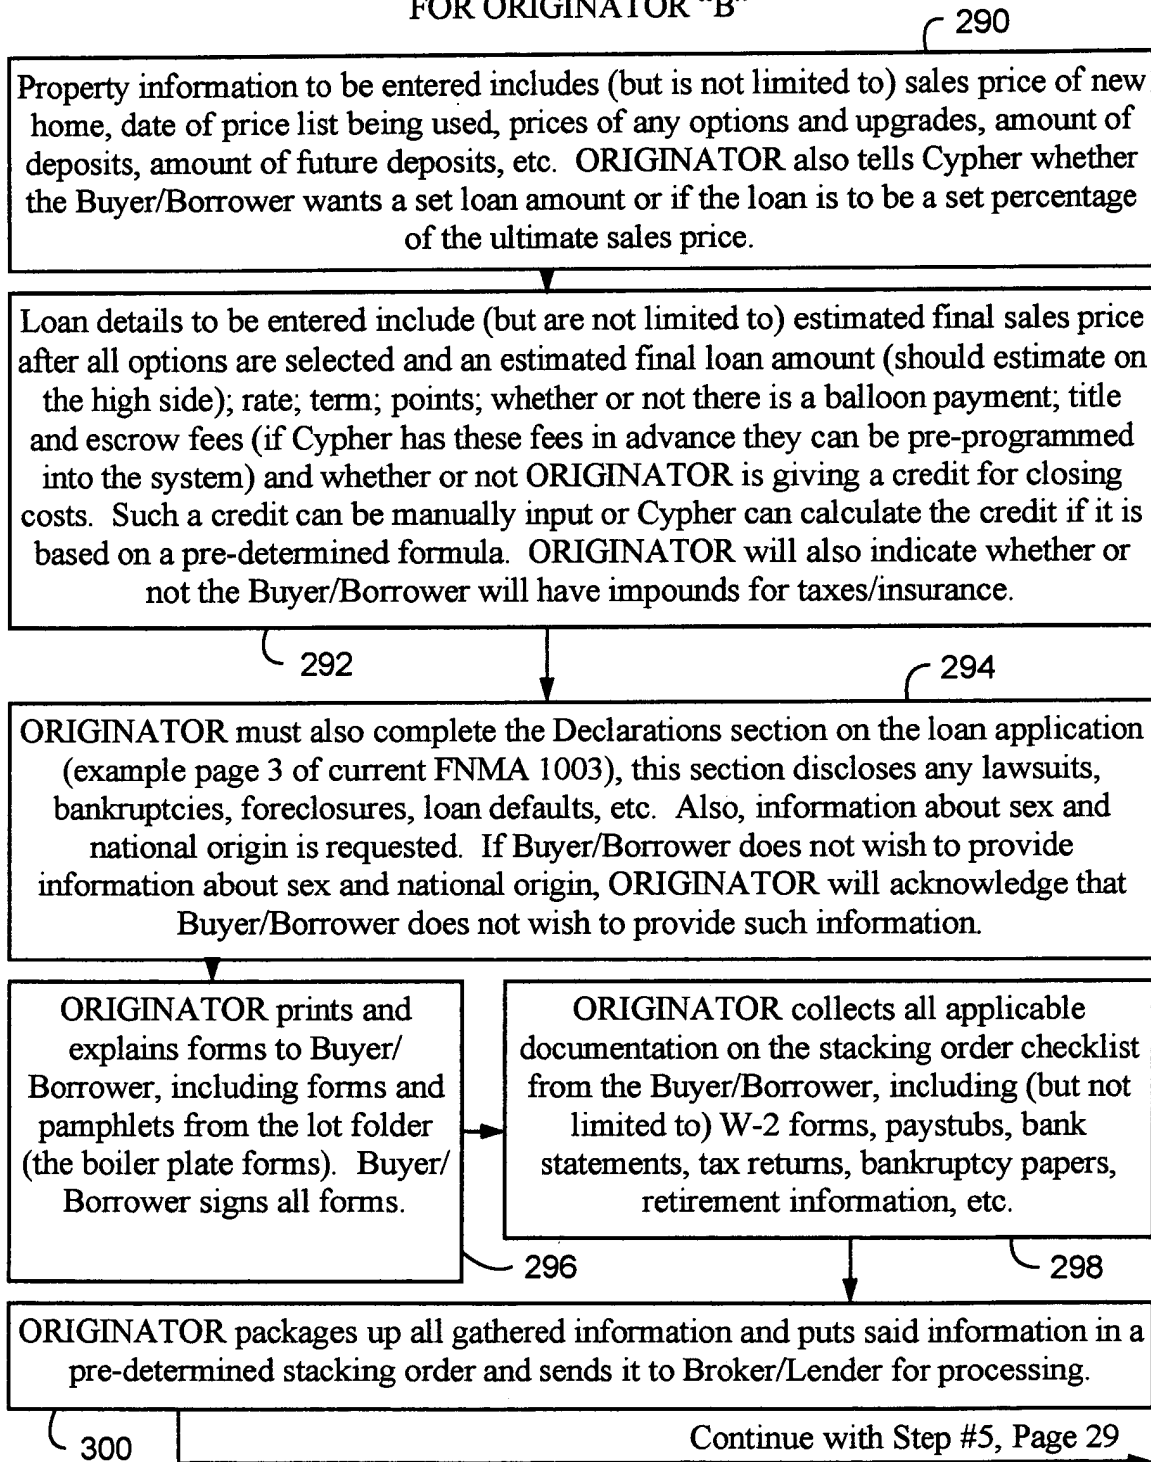 FOR ORIGINATOR "B"
290
Property information to be entered includes (but is not limited to) sales price of new
home, date of price list being used, prices of any options and upgrades, amount of
deposits, amount of future deposits, etc. ORIGINATOR also tells Cypher whether
the Buyer/Borrower wants a set loan amount or if the loan is to be a set percentage
of the ultimate sales price.
Loan details to be entered include (but are not limited to) estimated final sales price
after all options are selected and an estimated final loan amount (should estimate on
the high side); rate; term; points; whether or not there is a balloon payment; title
and escrow fees (if Cypher has these fees in advance they can be pre-programmed
into the system) and whether or not ORIGINATOR is giving a credit for closing
costs. Such a credit can be manually input or Cypher can calculate the credit if it is
based on a pre-determined formula. ORIGINATOR will also indicate whether or
not the Buyer/Borrower will have impounds for taxes/insurance.
292
294
ORIGINATOR must also complete the Declarations section on the loan application
(example page 3 of current FNMA 1003), this section discloses any lawsuits,
bankruptcies, foreclosures, loan defaults, etc. Also, information about sex and
national origin is requested. If Buyer/Borrower does not wish to provide
information about sex and national origin, ORIGINATOR will acknowledge that
Buyer/Borrower does not wish to provide such information.
ORIGINATOR prints and
explains forms to Buyer/
Borrower, including forms and
pamphlets from the lot folder
(the boiler plate forms). Buyer/
Borrower signs all forms.
296
ORIGINATOR collects all applicable
documentation on the stacking order checklist
from the Buyer/Borrower, including (but not
limited to) W-2 forms, paystubs, bank
statements, tax returns, bankruptcy papers,
retirement information, etc.
298
ORIGINATOR packages up all gathered information and puts said information in a
pre-determined stacking order and sends it to Broker/Lender for processing.
300
Continue with Step #5, Page 29